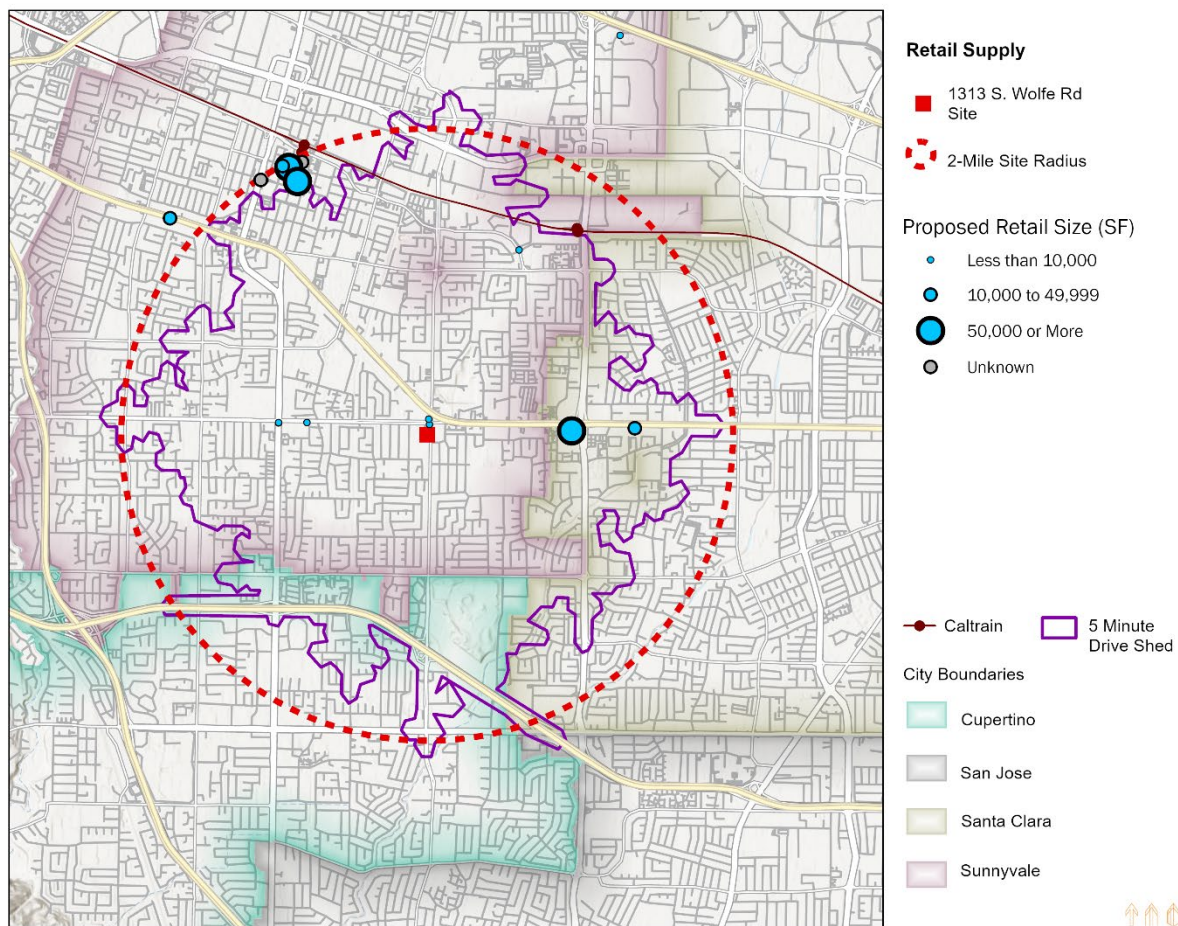 Retail Supply
1313 S. Wolfe Rd
Site
2-Mile Site Radius
Proposed Retail Size (SF)
Less than 10,000
10,000 to 49,999
50,000 or More
Unknown
Caltrain
5 Minute
Drive Shed
City Boundaries
Cupertino
San Jose
Santa Clara
Sunnyvale